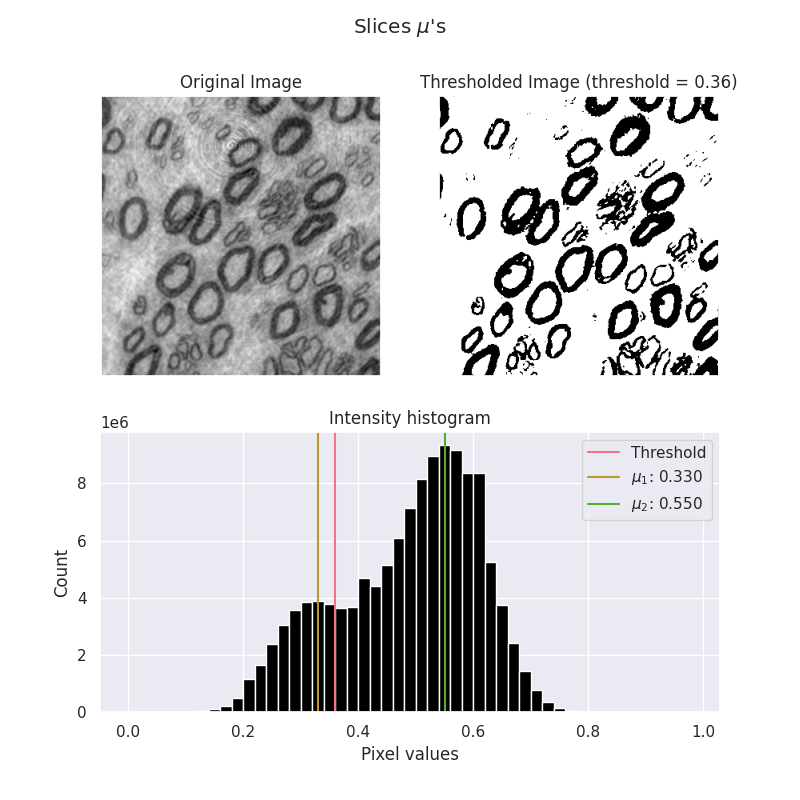 Slices μ's
Original Image
Thresholded Image (threshold = 0.36)
Intensity histogram
1e6
8
6
4
2
0
Count
0.0 0.2 0.4 0.6 0.8 1.0
Pixel values
Threshold
μ₁: 0.330
μ₂: 0.550